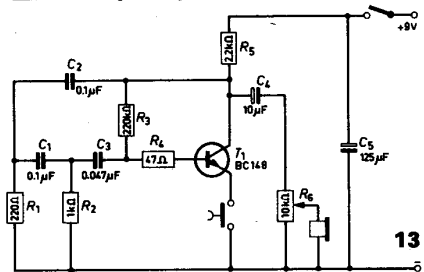 +9V
2.2kΩ
R5
C2
0.1μF
C4
10μF
220kΩ
R3
C1
0.1μF
C3
0.047μF
R4
47Ω
T1
BC148
C5
125μF
220Ω
R1
1kΩ
R2
10kΩ
R6
13
-